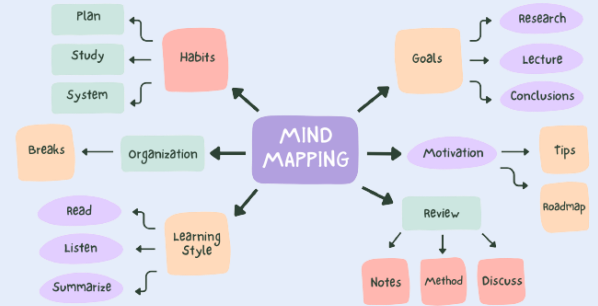 Plan
Study
System
Habits
Goals
Research
Lecture
Conclusions
MIND
MAPPING
Breaks
Organization
Motivation
Tips
Roadmap
Read
Listen
Summarize
Learning
Style
Review
Notes
Method
Discuss